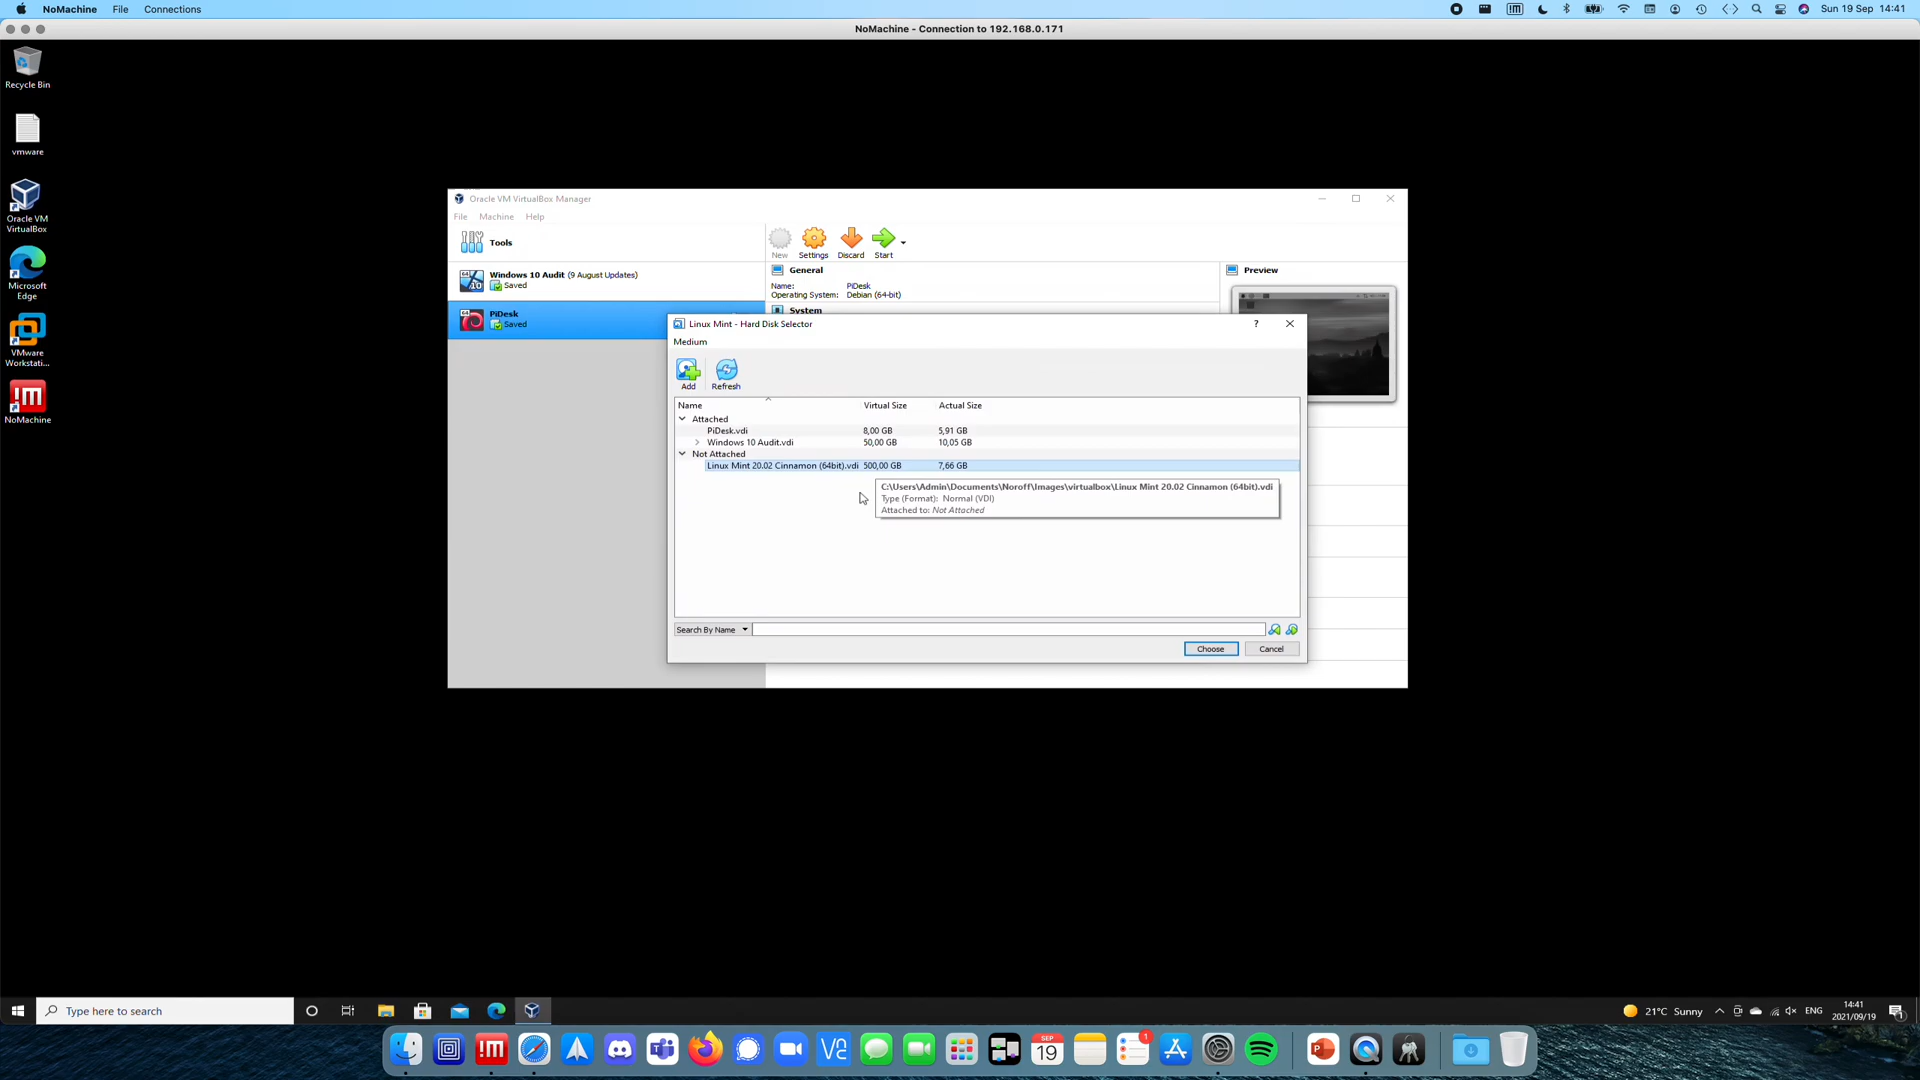 NoMachine File Connections
Sun 19 Sep 14:41
NoMachine - Connection to 192.168.0.171
Recycle Bin
vmware
Oracle VM
VirtualBox
Microsoft
Edge
VMware
Workstati...
NoMachine
Oracle VM VirtualBox Manager
File Machine Help
Tools
New Settings Discard Start
Windows 10 Audit (9 August Updates)
Saved
PiDesk
Saved
General
Name: PiDesk
Operating System: Debian (64-bit)
System
Preview
Linux Mint - Hard Disk Selector
?
Medium
Add Refresh
Name Virtual Size Actual Size
Attached
PiDesk.vdi 8,00 GB 5,91 GB
Windows 10 Audit.vdi 50,00 GB 10,05 GB
Not Attached
Linux Mint 20.02 Cinnamon (64bit).vdi 500,00 GB 7,66 GB
C:\Users\Admin\Documents\Noroff\Images\virtualbox\Linux Mint 20.02 Cinnamon (64bit).vdi
Type (Format): Normal (VDI)
Attached to: Not Attached
Search By Name
Choose Cancel
Type here to search
21°C Sunny
ENG
14:41
2021/09/19
SEP
19
1